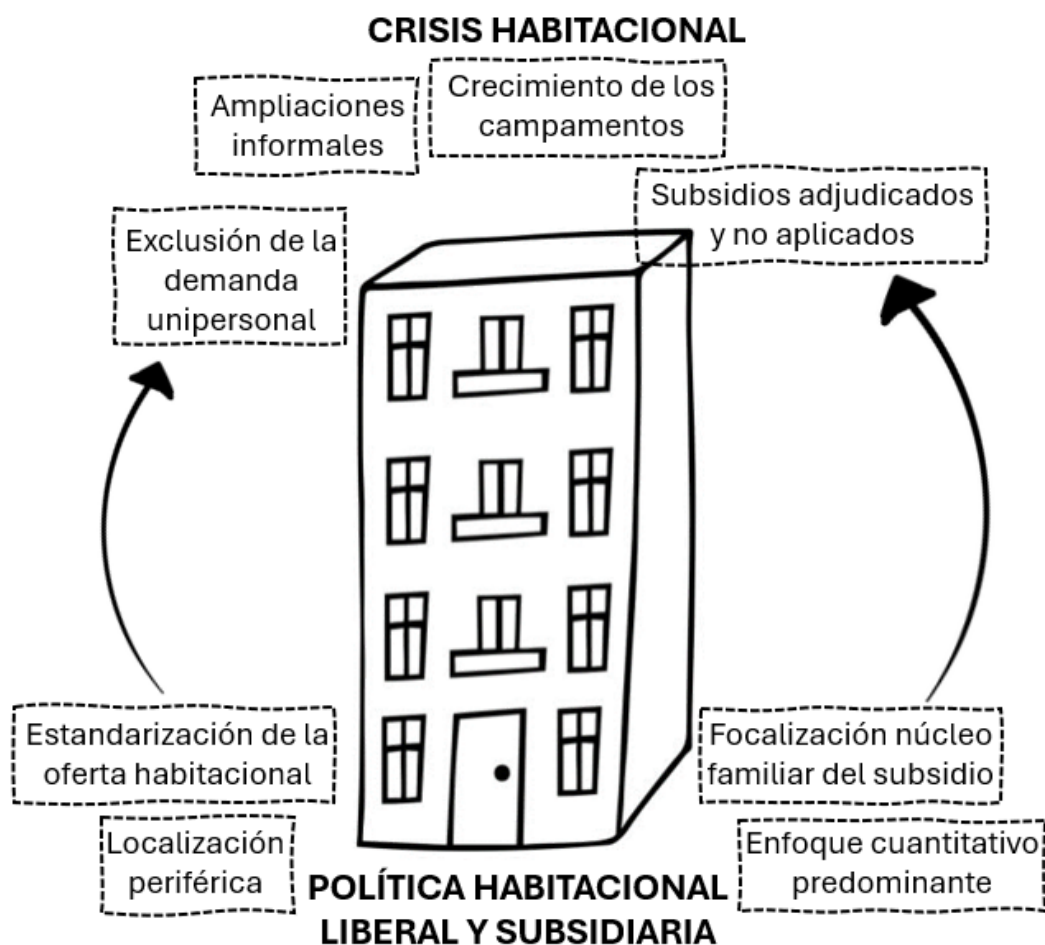 CRISIS HABITACIONAL
Ampliaciones
informales
Crecimiento de los
campamentos
Subsidios adjudicados
y no aplicados
Exclusión de la
demanda
unipersonal
Estandarización de la
oferta habitacional
Focalización núcleo
familiar del subsidio
Localización
periférica
Enfoque cuantitativo
predominante
POLÍTICA HABITACIONAL
LIBERAL Y SUBSIDIARIA